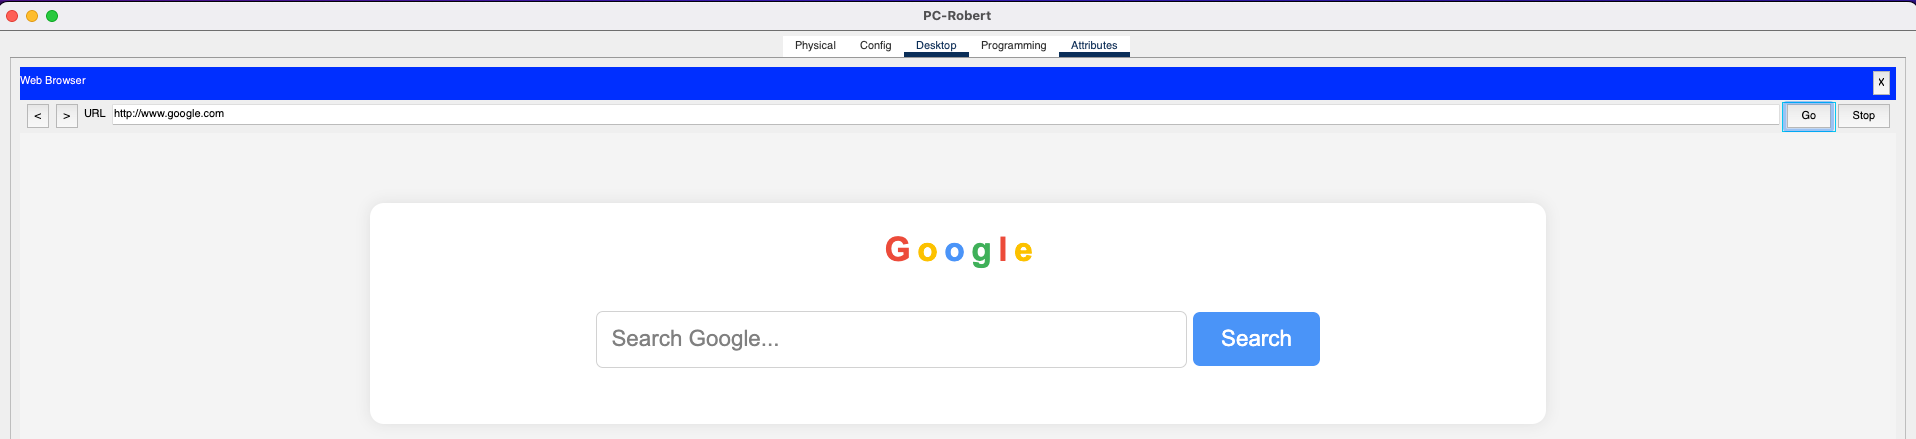 PC-Robert
Physical Config Desktop Programming Attributes
Web Browser X
< > URL http://www.google.com Go Stop
Google
Search Google... Search